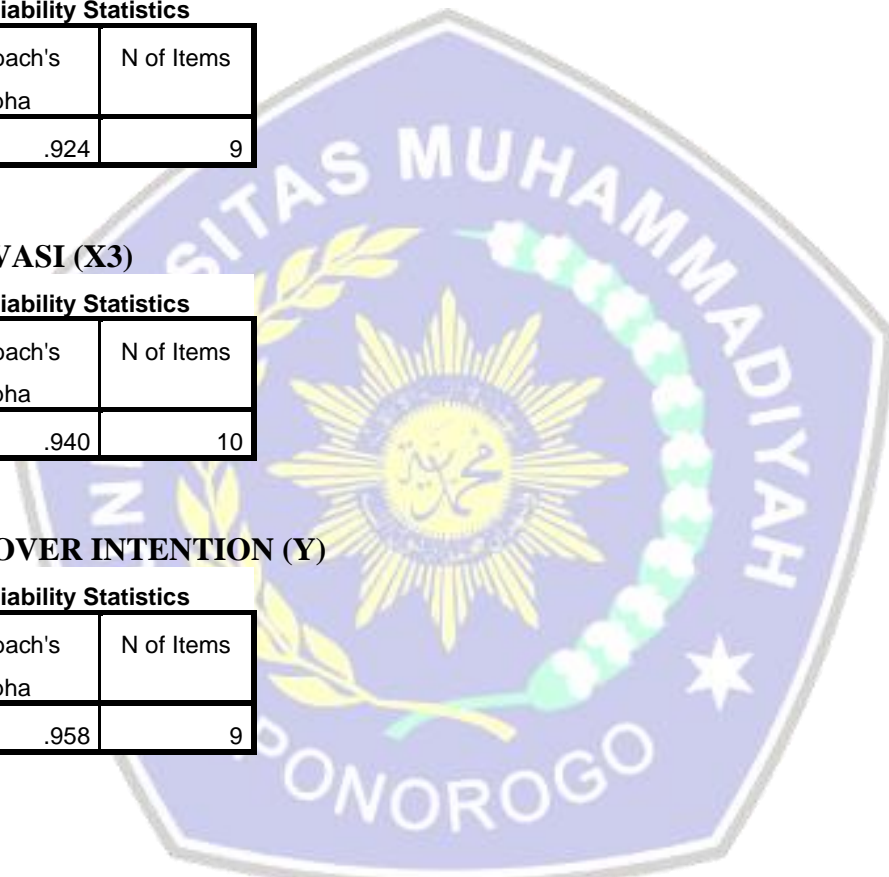 iability Statistics
bach's N of Items
pha
.924 9
VASI (X3)
iability Statistics
bach's N of Items
pha
.940 10
OVER INTENTION (Y)
iability Statistics
bach's N of Items
pha
.958 9
SITAS MUHAMMADIYAH
PONOROGO